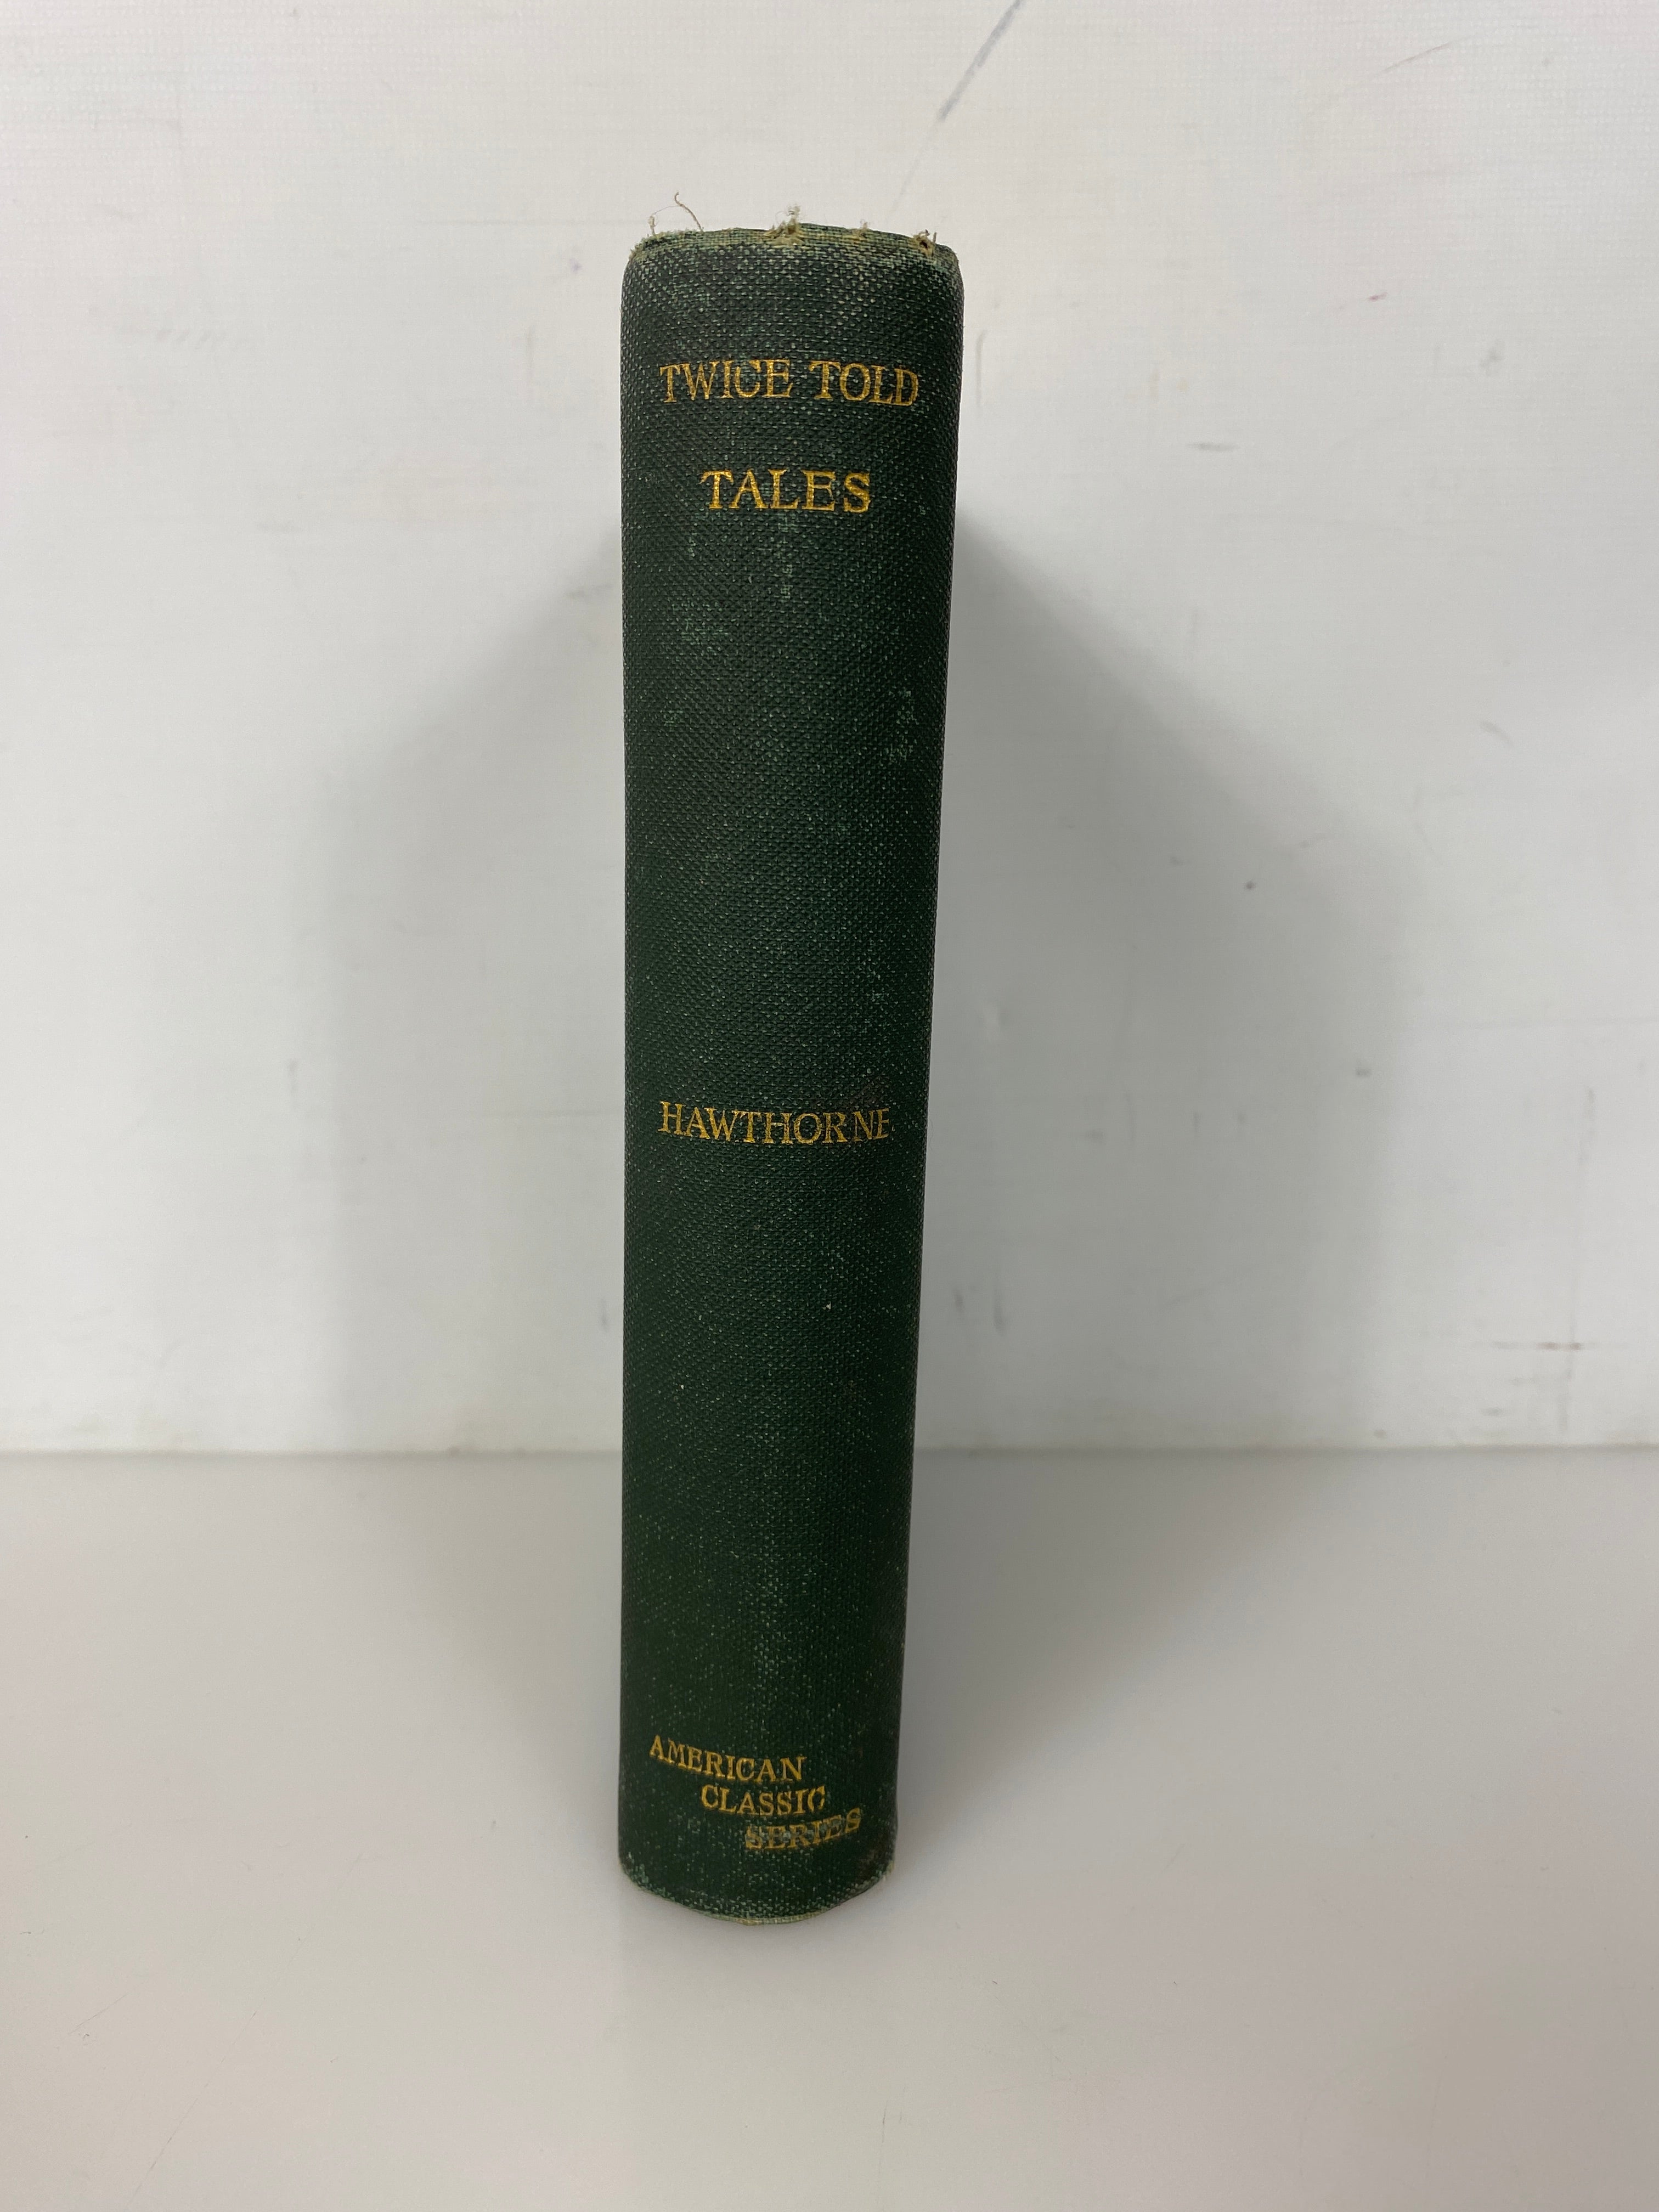 TWICE TOLD
TALES
HAWTHORNE
AMERICAN
CLASSIC
SERIES